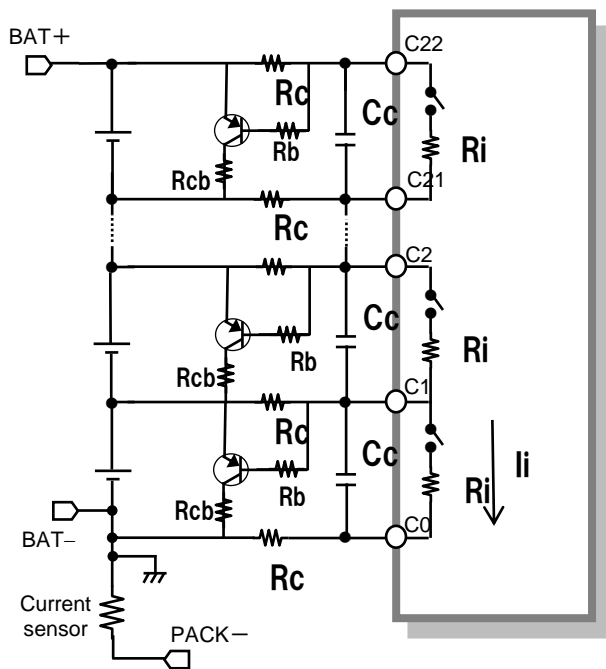 BAT+
C22
Rc
Cc
Rb
Ri
Rcb
C21
Rc
C2
Cc
Rb
Ri
Rcb
C1
Rc
Cc
Ii
Rb
Ri
Rcb
BAT−
C0
Rc
Current
sensor
PACK−